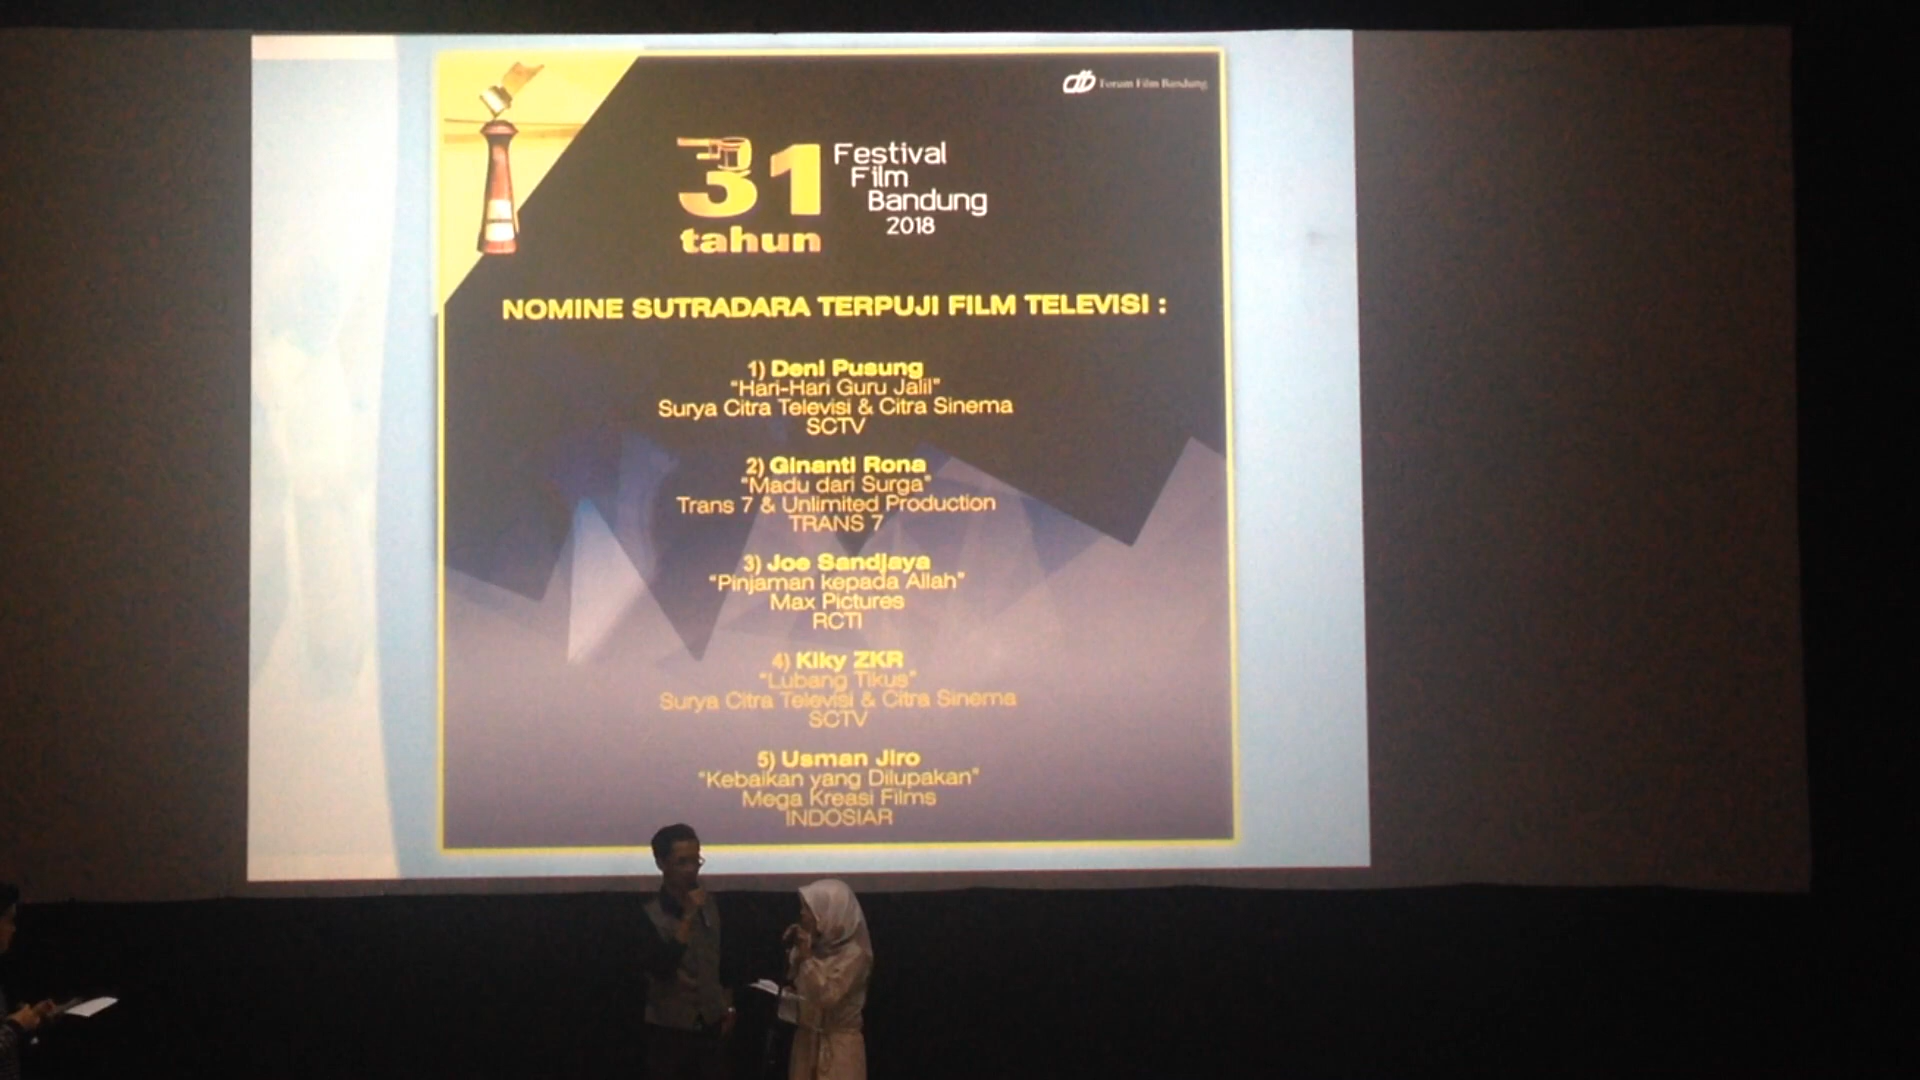 Forum Film Bandung
31
tahun
Festival
Film
Bandung
2018
NOMINE SUTRADARA TERPUJI FILM TELEVISI :
1) Deni Pusung
"Hari-Hari Guru Jalil"
Surya Citra Televisi & Citra Sinema
SCTV
2) Ginanti Rona
"Madu dari Surga"
Trans 7 & Unlimited Production
TRANS 7
3) Joe Sandjaya
"Pinjaman kepada Allah"
Max Pictures
RCTI
4) Kiky ZKR
"Lubang Tikus"
Surya Citra Televisi & Citra Sinema
SCTV
5) Usman Jiro
"Kebaikan yang Dilupakan"
Mega Kreasi Films
INDOSIAR